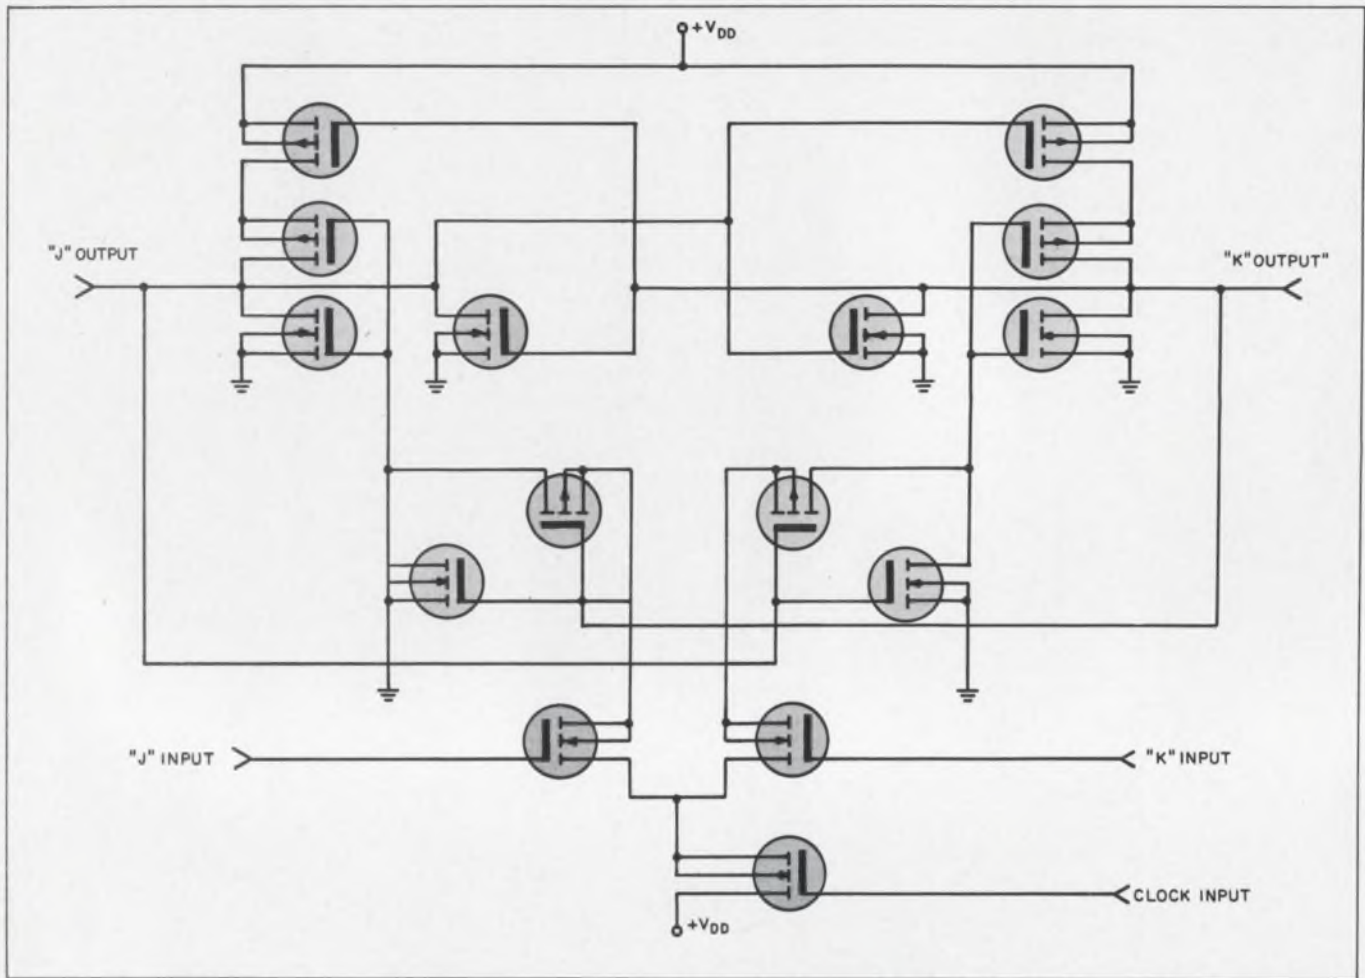 +VDD
"J" OUTPUT
"K" OUTPUT"
"J" INPUT
"K" INPUT
CLOCK INPUT
+VDD